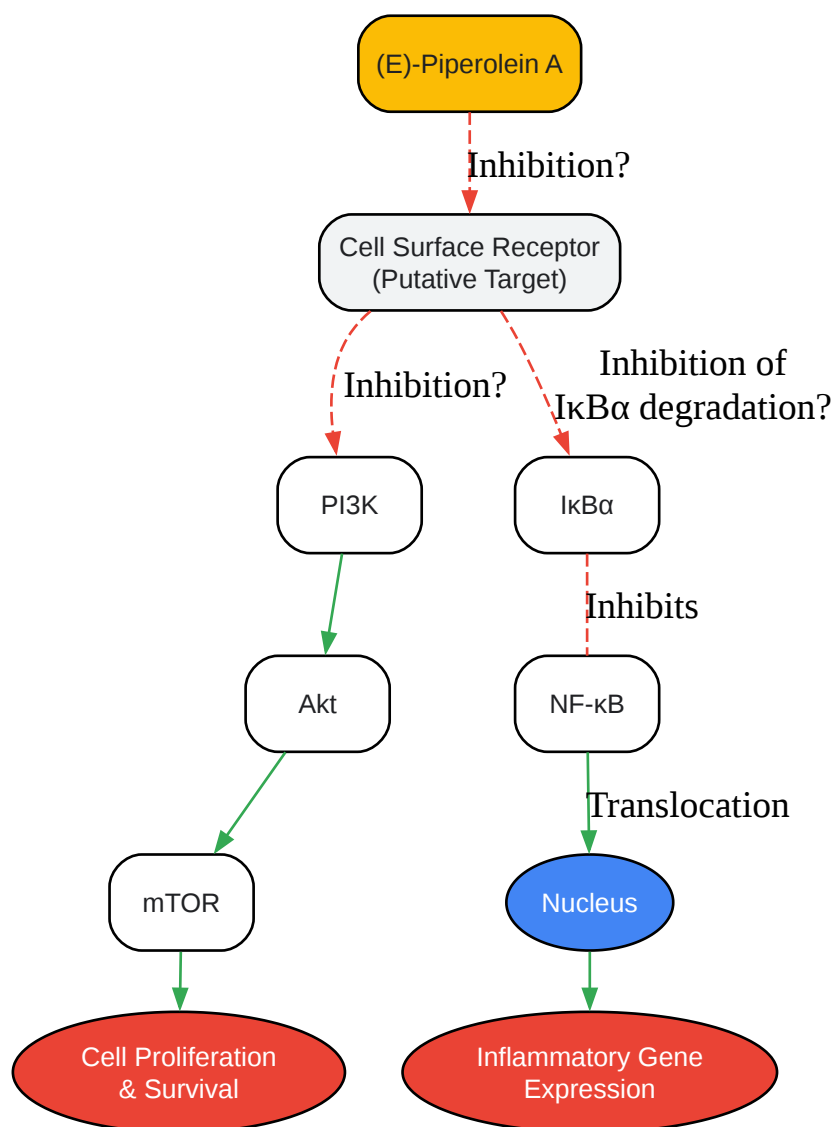 (E)-Piperolein A
Inhibition?
Cell Surface Receptor
(Putative Target)
Inhibition?
Inhibition of
IκBα degradation?
PI3K
IκBα
Inhibits
Akt
NF-κB
Translocation
mTOR
Nucleus
Cell Proliferation
& Survival
Inflammatory Gene
Expression